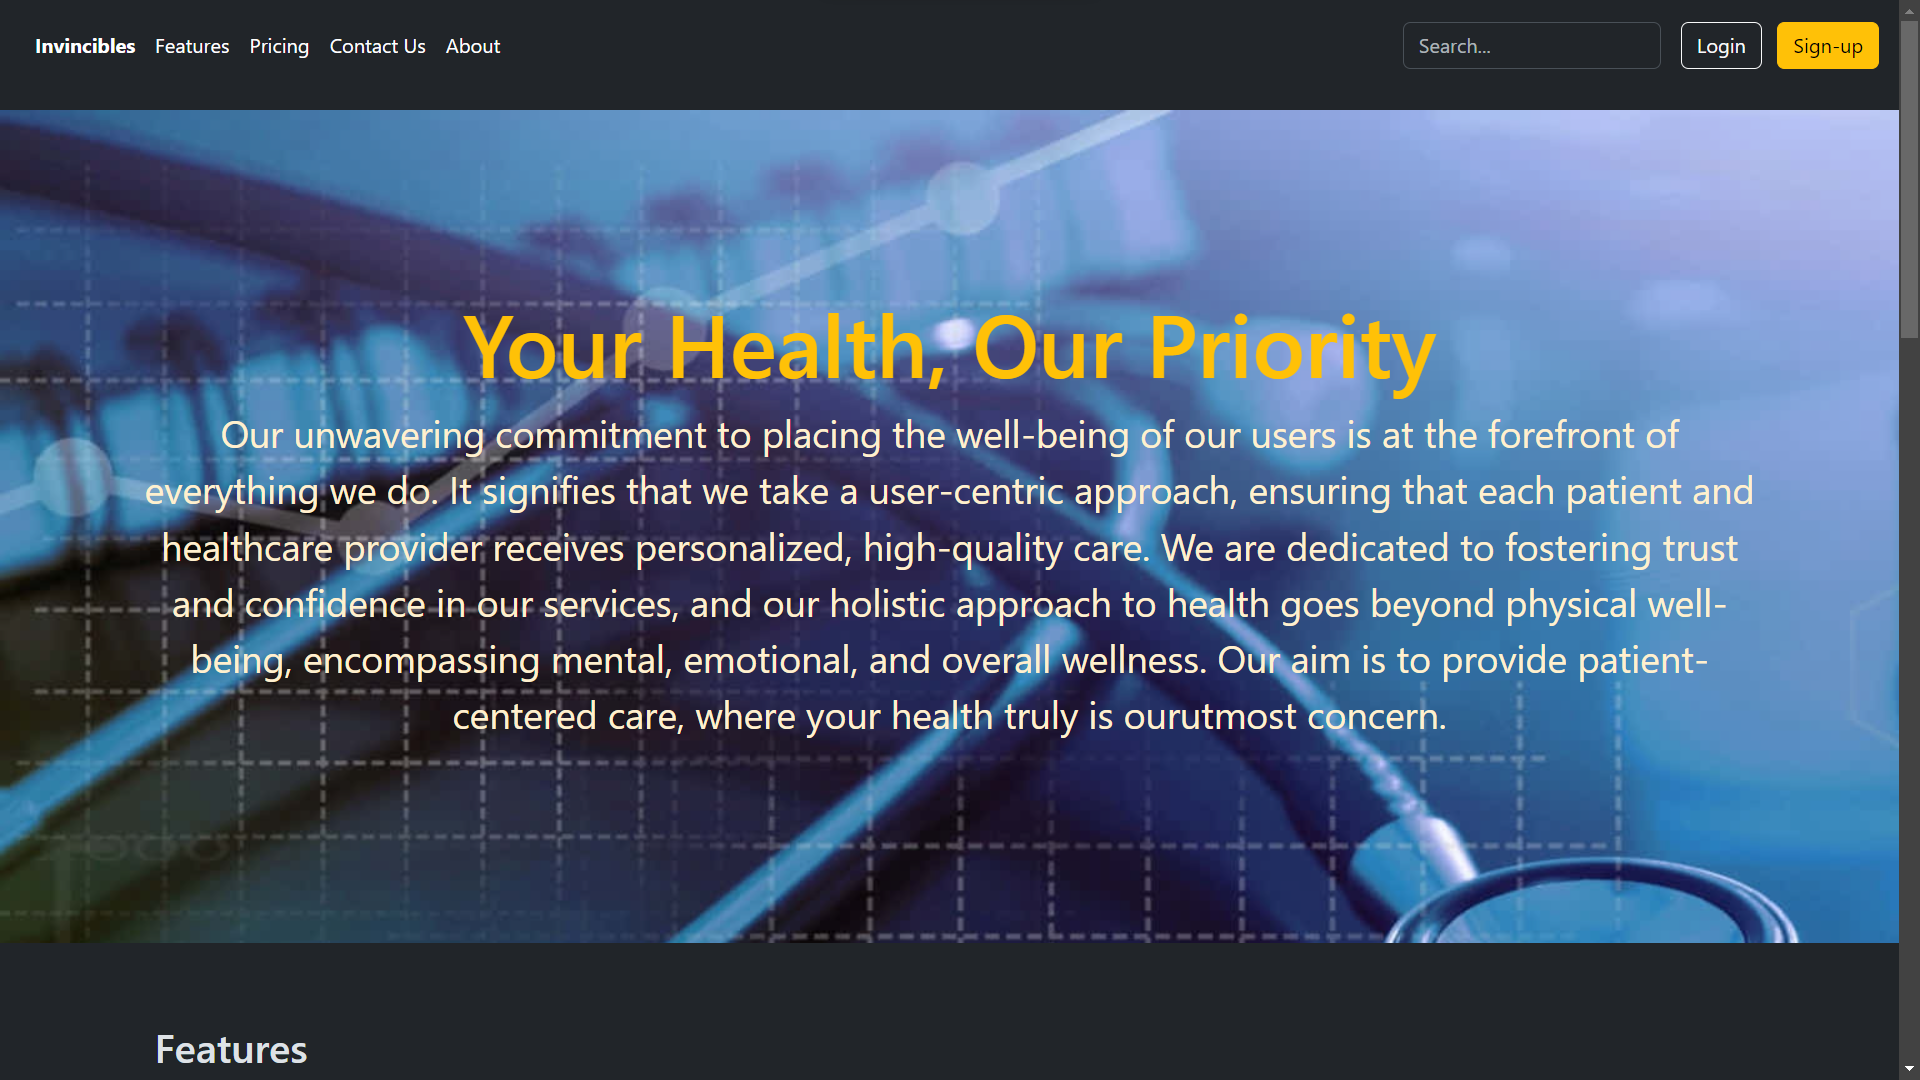 Invincibles Features Pricing Contact Us About Search... Login Sign-up
Your Health, Our Priority
Our unwavering commitment to placing the well-being of our users is at the forefront of
everything we do. It signifies that we take a user-centric approach, ensuring that each patient and
healthcare provider receives personalized, high-quality care. We are dedicated to fostering trust
and confidence in our services, and our holistic approach to health goes beyond physical well-
being, encompassing mental, emotional, and overall wellness. Our aim is to provide patient-
centered care, where your health truly is ourutmost concern.
Features